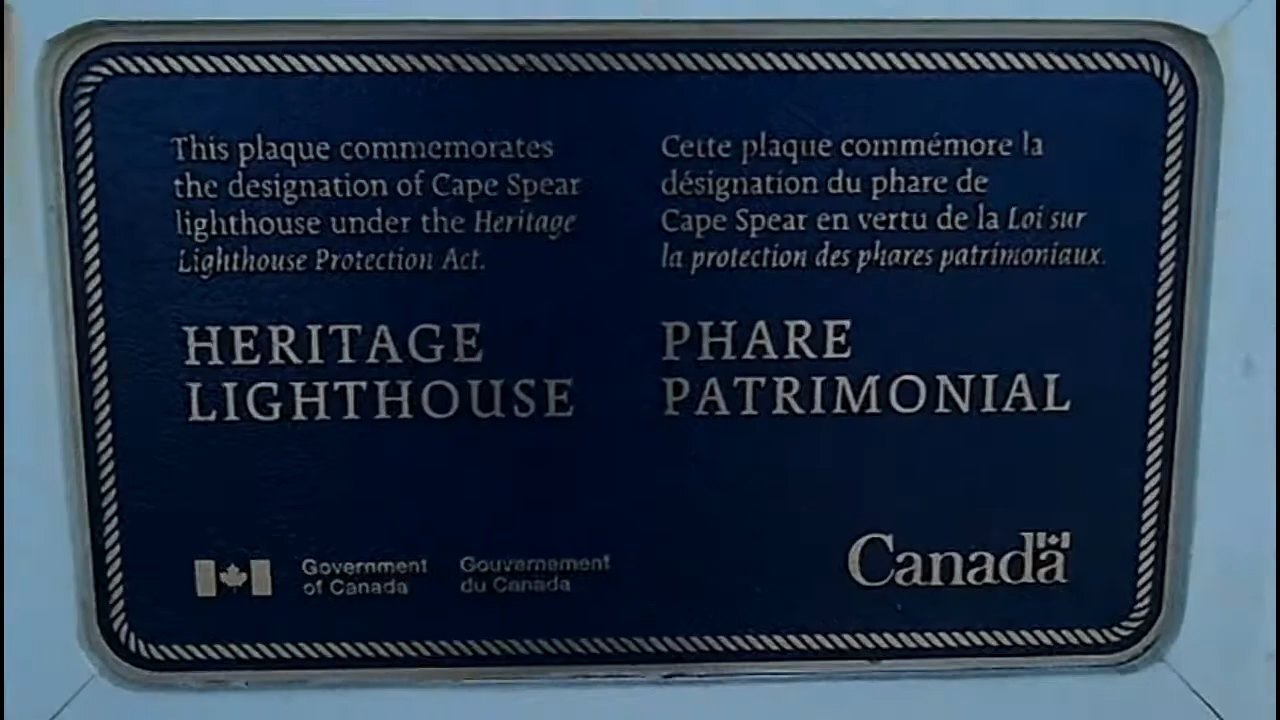 This plaque commemorates
the designation of Cape Spear
lighthouse under the Heritage
Lighthouse Protection Act.
HERITAGE
LIGHTHOUSE
Cette plaque commémore la
désignation du phare de
Cape Spear en vertu de la Loi sur
la protection des phares patrimoniaux.
PHARE
PATRIMONIAL
Government
of Canada
Gouvernement
du Canada
Canada